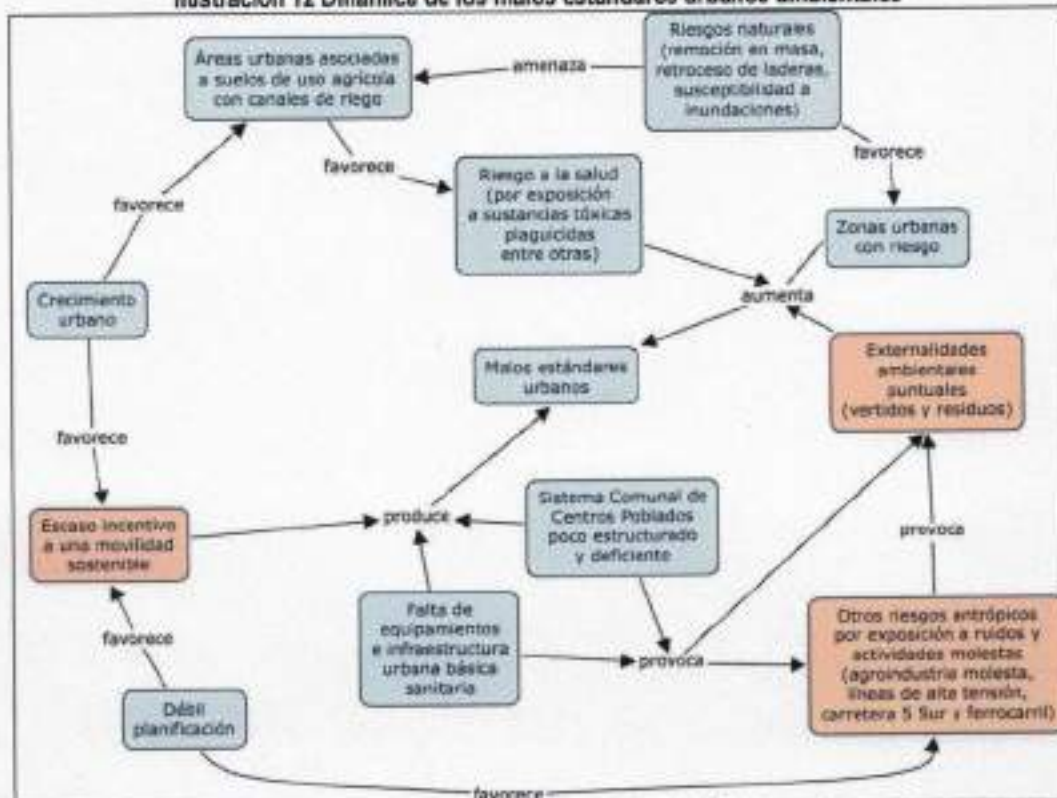 Ilustración 12 Dinámica de los malos estándares urbanos ambientales
Áreas urbanas asociadas
a suelos de uso agrícola
con canales de riego
amenaza
Riesgos naturales
(remoción en masa,
retroceso de laderas,
susceptibilidad a
inundaciones)
favorece
favorece
favorece
Riesgo a la salud
(por exposición
a sustancias tóxicas
plaguicidas
entre otras)
Zonas urbanas
con riesgo
Crecimiento
urbano
aumenta
Malos estándares
urbanos
Externalidades
ambientares
puntuales
(vertidos y residuos)
favorece
Escaso incentivo
a una movilidad
sostenible
produce
Sistema Comunal de
Centros Poblados
poco estructurado
y deficiente
provoca
favorece
Falta de
equipamientos
e infraestructura
urbana básica
sanitaria
provoca
Otros riesgos antrópicos
por exposición a ruidos y
actividades molestas
(agroindustria molesta,
líneas de alta tensión,
carretera 5 Sur y ferrocarril)
Débil
planificación
favorece